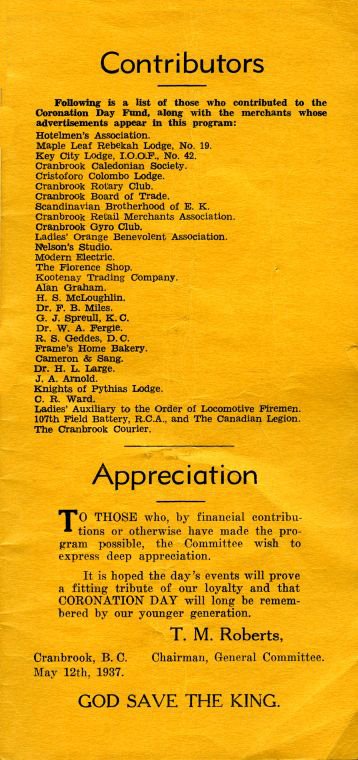 Contributors
Following is a list of those who contributed to the
Coronation Day Fund, along with the merchants whose
advertisements appear in this program:
Hotelmen's Association.
Maple Leaf Rebekah Lodge, No. 19.
Key City Lodge, I.O.O.F., No. 42.
Cranbrook Caledonian Society.
Cristoforo Colombo Lodge.
Cranbrook Rotary Club.
Cranbrook Board of Trade.
Scandinavian Brotherhood of E. K.
Cranbrook Retail Merchants Association.
Cranbrook Gyro Club.
Ladies' Orange Benevolent Association.
Nelson's Studio.
Modern Electric.
The Florence Shop.
Kootenay Trading Company.
Alan Graham.
H. S. McLoughlin.
Dr. F. B. Miles.
G. J. Spreull, K. C.
Dr. W. A. Fergie.
R. S. Geddes, D. C.
Frame's Home Bakery.
Cameron & Sang.
Dr. H. L. Large.
J. A. Arnold.
Knights of Pythias Lodge.
C. R. Ward.
Ladies' Auxiliary to the Order of Locomotive Firemen.
107th Field Battery, R.C.A., and The Canadian Legion.
The Cranbrook Courier.
Appreciation
TO THOSE who, by financial contribu-
tions or otherwise have made the pro-
gram possible, the Committee wish to
express deep appreciation.
It is hoped the day's events will prove
a fitting tribute of our loyalty and that
CORONATION DAY will long be remem-
bered by our younger generation.
T. M. Roberts,
Cranbrook, B. C. Chairman, General Committee.
May 12th, 1937.
GOD SAVE THE KING.